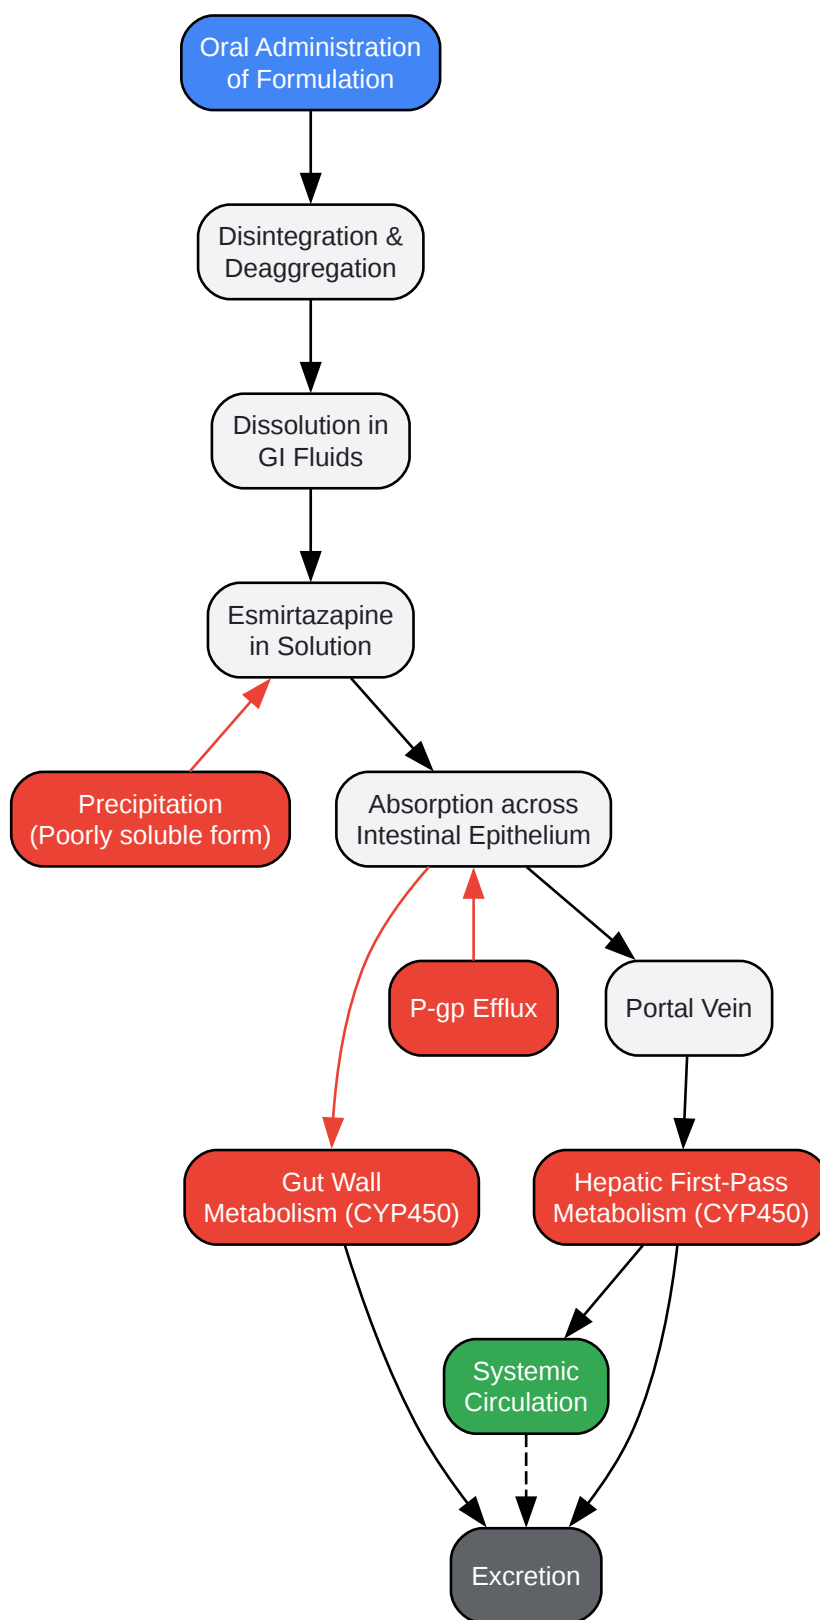 Oral Administration
of Formulation
Disintegration &
Deaggregation
Dissolution in
GI Fluids
Esmirtazapine
in Solution
Precipitation
(Poorly soluble form)
Absorption across
Intestinal Epithelium
P-gp Efflux
Portal Vein
Gut Wall
Metabolism (CYP450)
Hepatic First-Pass
Metabolism (CYP450)
Systemic
Circulation
Excretion